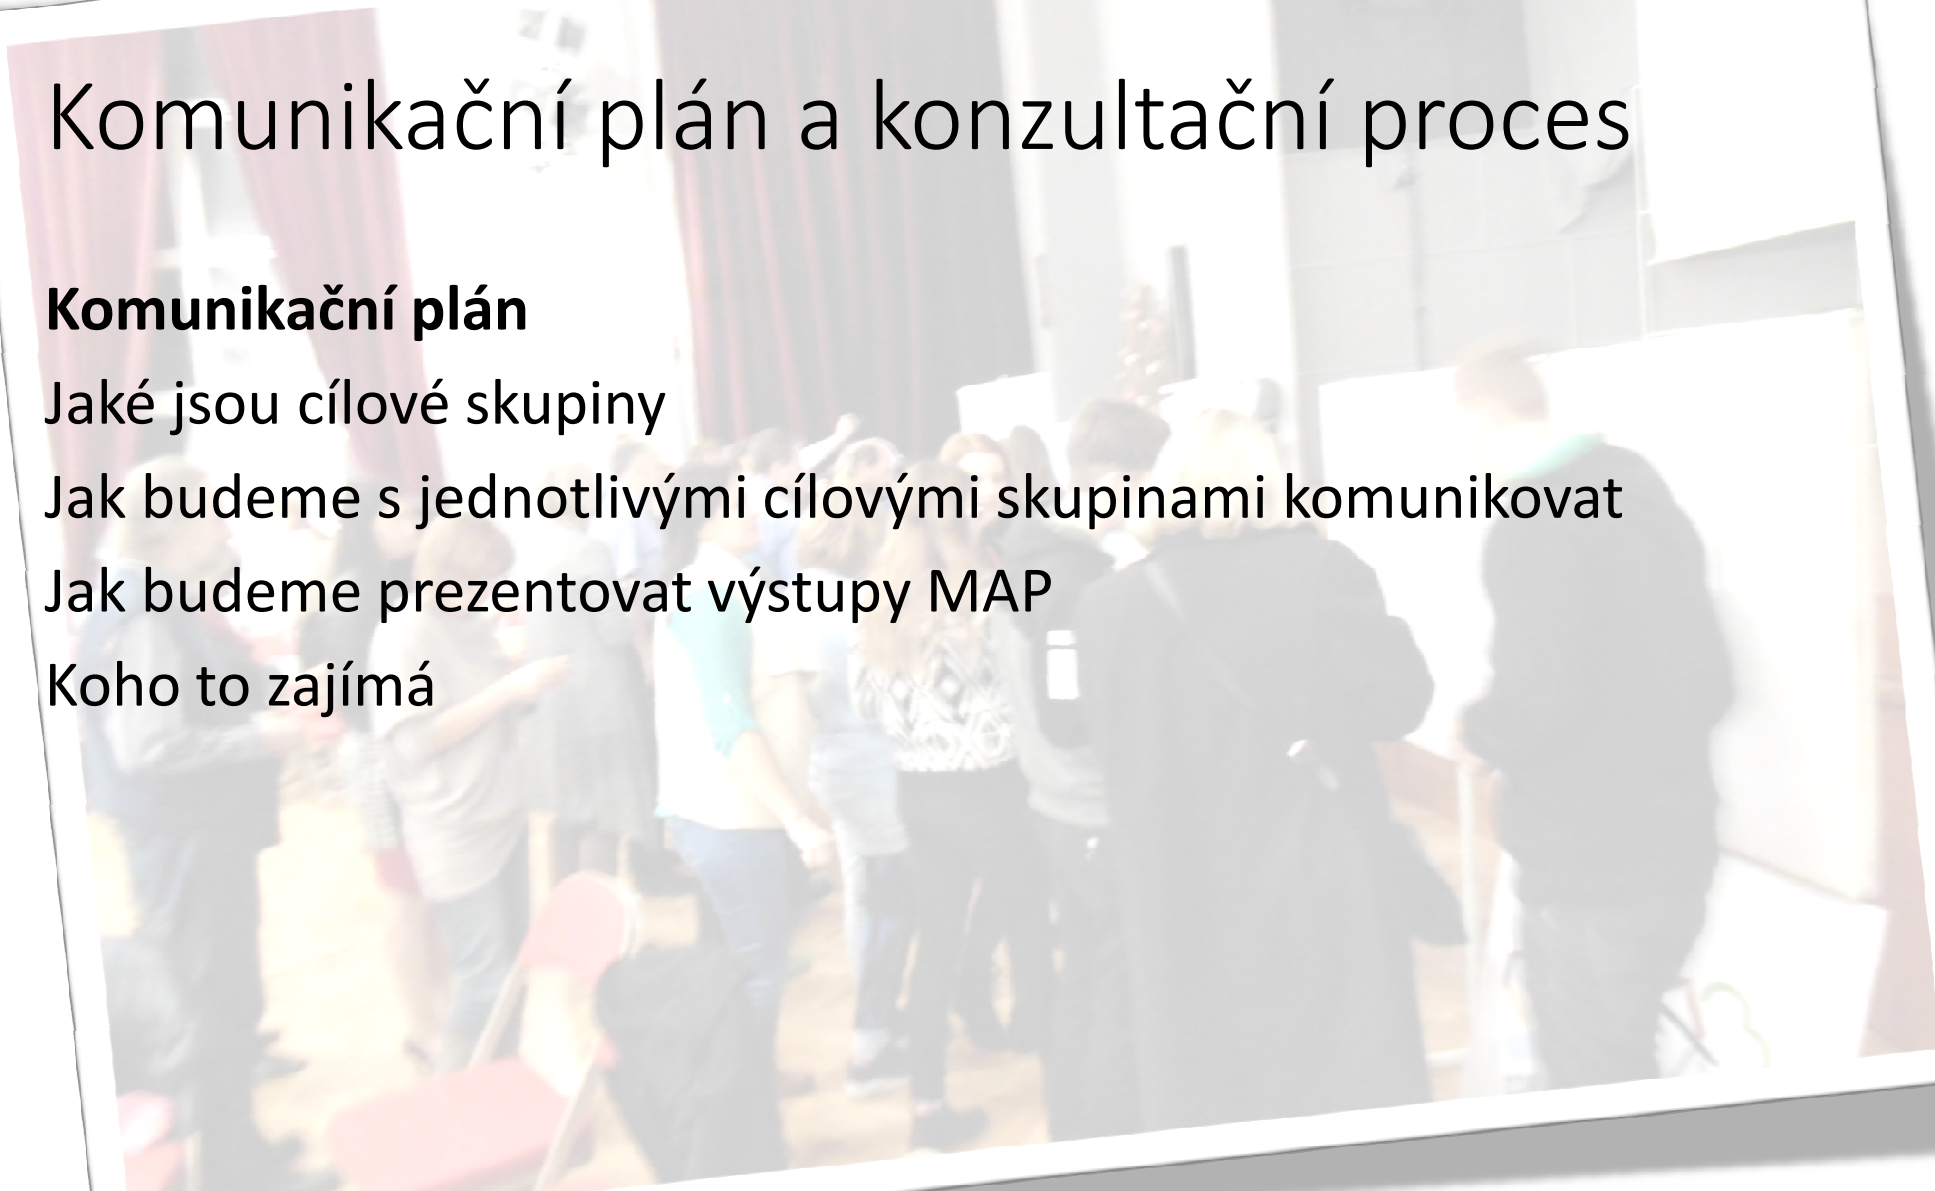 Komunikační plán a konzultační proces
Komunikační plán
Jaké jsou cílové skupiny
Jak budeme s jednotlivými cílovými skupinami komunikovat
Jak budeme prezentovat výstupy MAP
Koho to zajímá